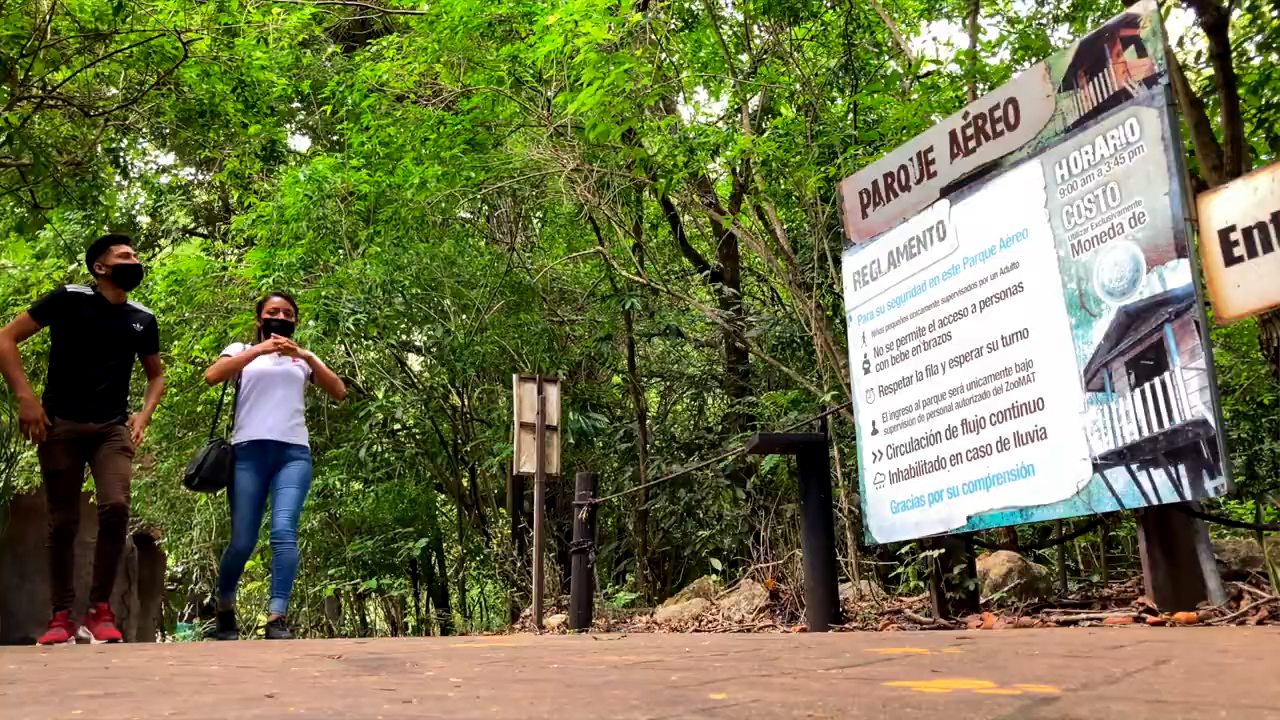 PARQUE AÉREO
REGLAMENTO
Para su seguridad en este Parque Aéreo
Niños pequeños unicamente supervisados por un Adulto
No se permite el acceso a personas
con bebe en brazos
Respetar la fila y esperar su turno
El ingreso al parque será unicamente bajo
supervisión de personal autorizado del ZooMAT
Circulación de flujo continuo
Inhabilitado en caso de lluvia
Gracias por su comprensión
HORARIO
9:00 am a 3:45 pm
COSTO
Utilizar Exclusivamente
Moneda de
Ent